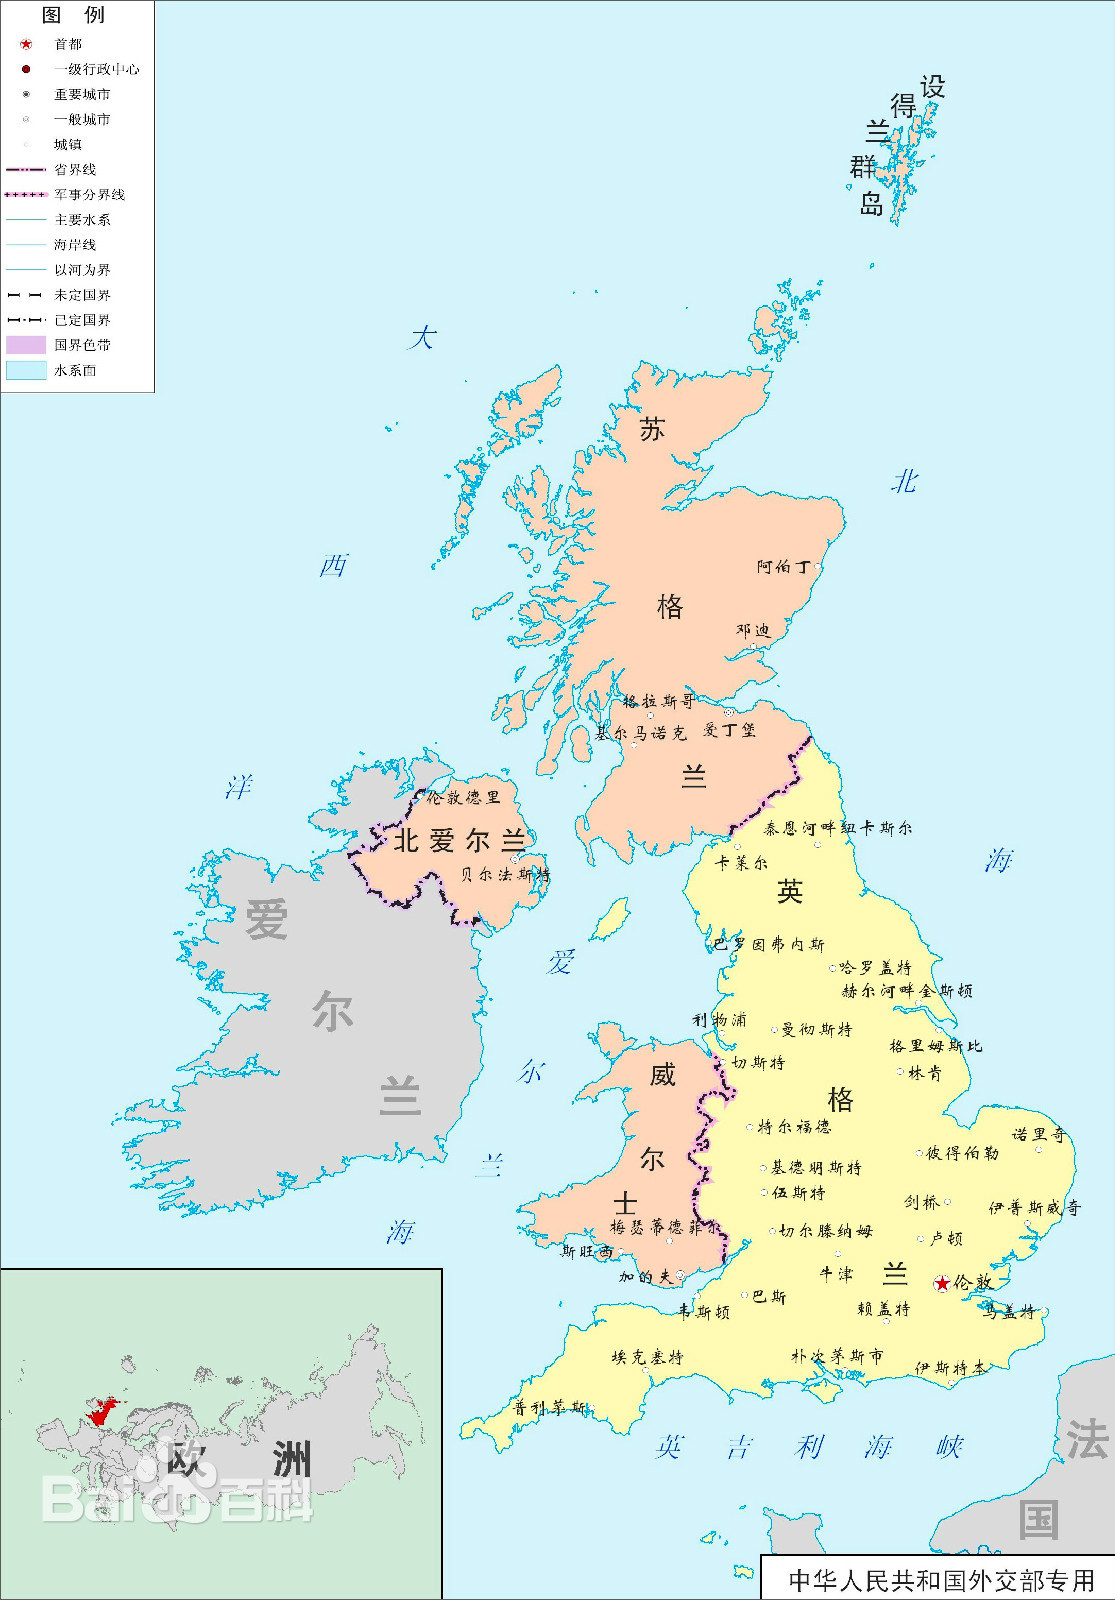 图 例
首都
一级行政中心
重要城市
一般城市
城镇
省界线
军事分界线
主要水系
海岸线
以河为界
未定国界
已定国界
国界色带
水系面
设得兰群岛
大西洋
北海
苏格兰
阿伯丁
邓迪
格拉斯哥
爱丁堡
基尔马诺克
伦敦德里
北爱尔兰
贝尔法斯特
泰恩河畔纽卡斯尔
卡莱尔
英格兰
爱尔兰
爱尔兰海
巴罗因弗内斯
哈罗盖特
赫尔河畔金斯顿
利物浦
曼彻斯特
格里姆斯比
切斯特
林肯
威尔士
特尔福德
诺里奇
彼得伯勒
基德明斯特
伍斯特
剑桥
伊普斯威奇
梅瑟蒂德菲尔
切尔滕纳姆
卢顿
斯旺西
牛津
加的夫
伦敦
巴斯
韦斯顿
赖盖特
马盖特
埃克塞特
朴次茅斯市
伊斯特本
普利茅斯
英吉利海峡
法国
欧洲
Baidu百科
中华人民共和国外交部专用